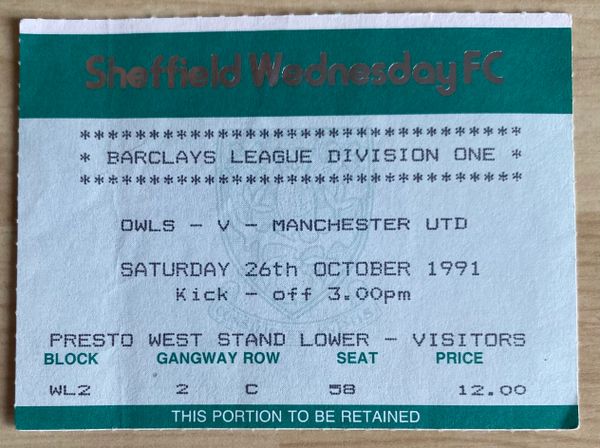 Sheffield Wednesday FC
*********************************
* BARCLAYS LEAGUE DIVISION ONE *
*********************************
OWLS - V - MANCHESTER UTD
SATURDAY 26th OCTOBER 1991
Kick - off 3.00pm
PRESTO WEST STAND LOWER - VISITORS
BLOCK GANGWAY ROW SEAT PRICE
WL2 2 C 58 12.00
THIS PORTION TO BE RETAINED